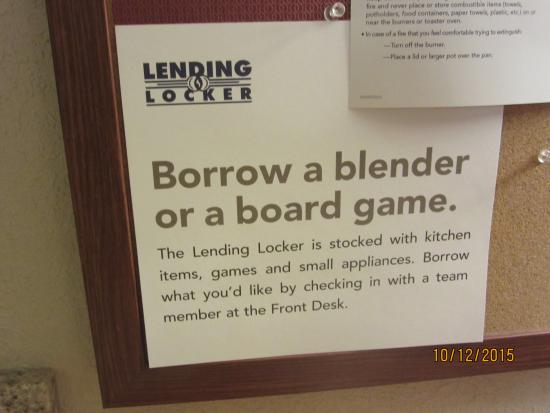 fire and never place or store combustible items (towels,
potholders, food containers, paper towels, plastic, etc.) on or
near the burners or toaster oven.
• In case of a fire that you feel comfortable trying to extinguish:
—Turn off the burner.
—Place a lid or larger pot over the pan.
LENDING
LOCKER
Borrow a blender
or a board game.
The Lending Locker is stocked with kitchen
items, games and small appliances. Borrow
what you'd like by checking in with a team
member at the Front Desk.
10/12/2015